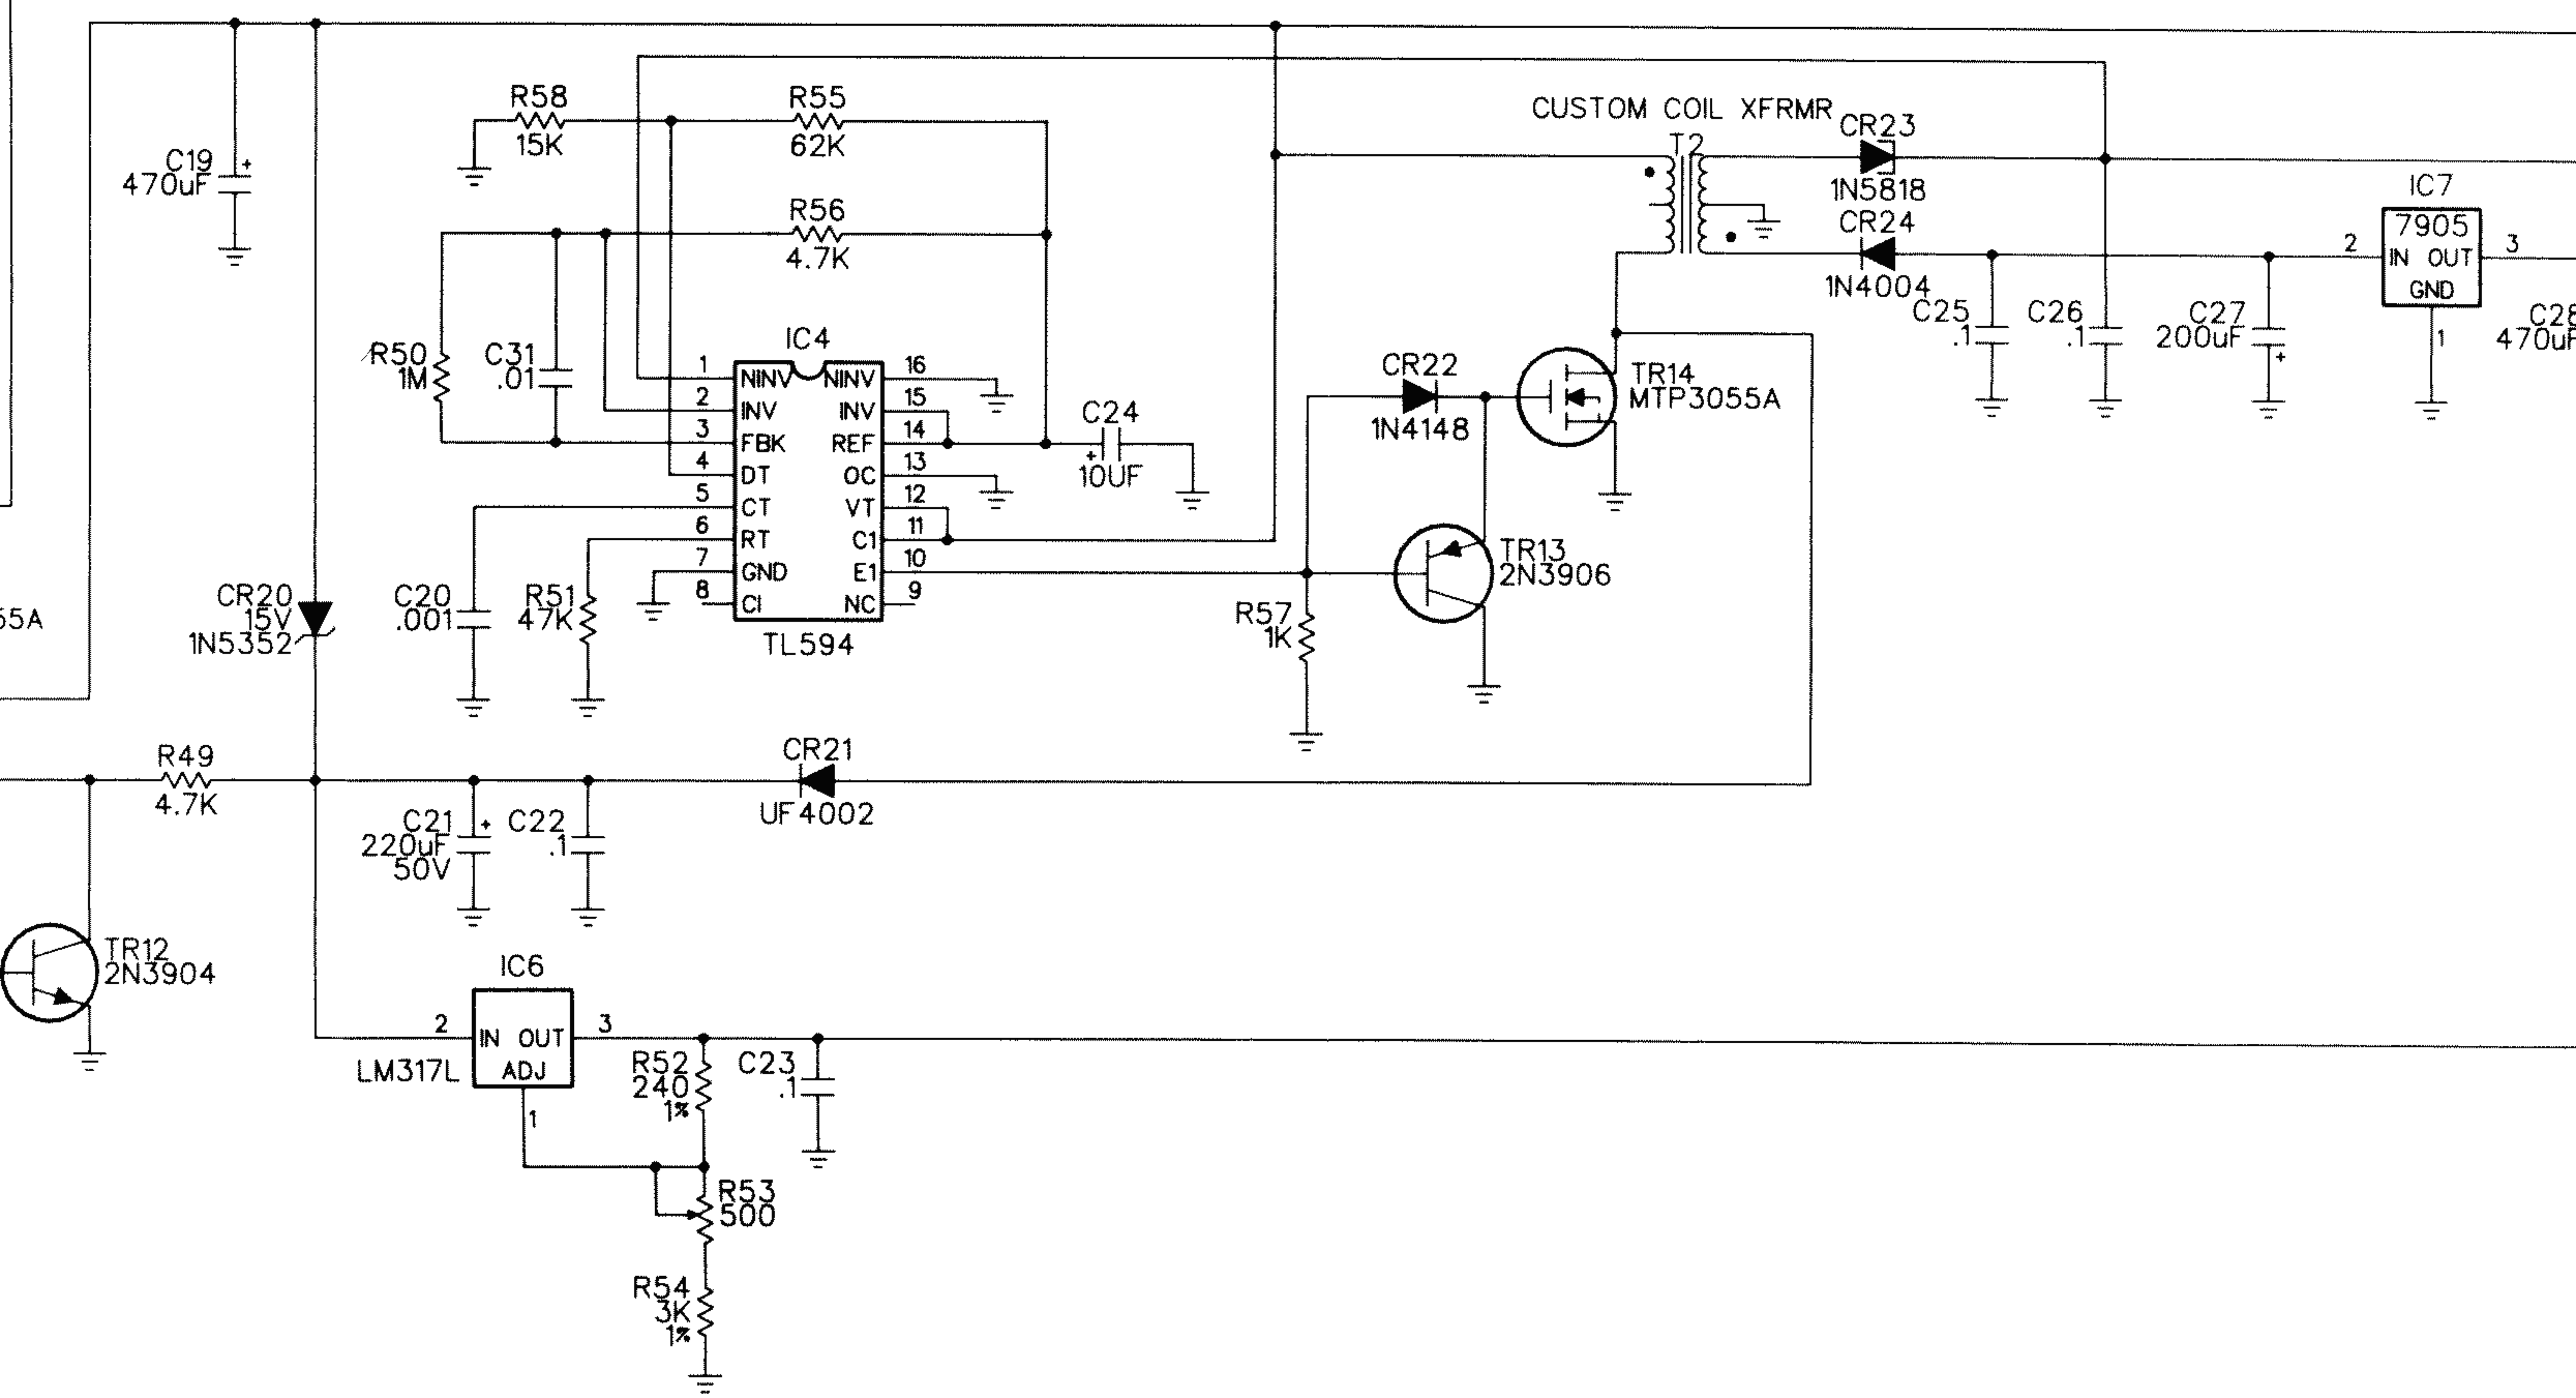 CUSTOM COIL XFRMR
T2
R58
15K
R55
62K
C19
470uF
+
R56
4.7K
CR23
1N5818
CR24
1N4004
IC7
7905
IN OUT
GND
2
3
1
C25
.1
C26
.1
C27
200uF
+
C28
470uF
R50
1M
C31
.01
IC4
1 NINV NINV 16
2 INV INV 15
3 FBK REF 14
4 DT OC 13
5 CT VT 12
6 RT C1 11
7 GND E1 10
8 CI NC 9
TL594
C24
+
10UF
CR22
1N4148
TR14
MTP3055A
TR13
2N3906
R57
1K
55A
CR20
15V
1N5352
C20
.001
R51
47K
R49
4.7K
CR21
UF4002
C21
220uF
50V
+
C22
.1
TR12
2N3904
IC6
2
IN OUT
3
ADJ
LM317L
1
R52
240
1%
C23
.1
R53
500
R54
3K
1%